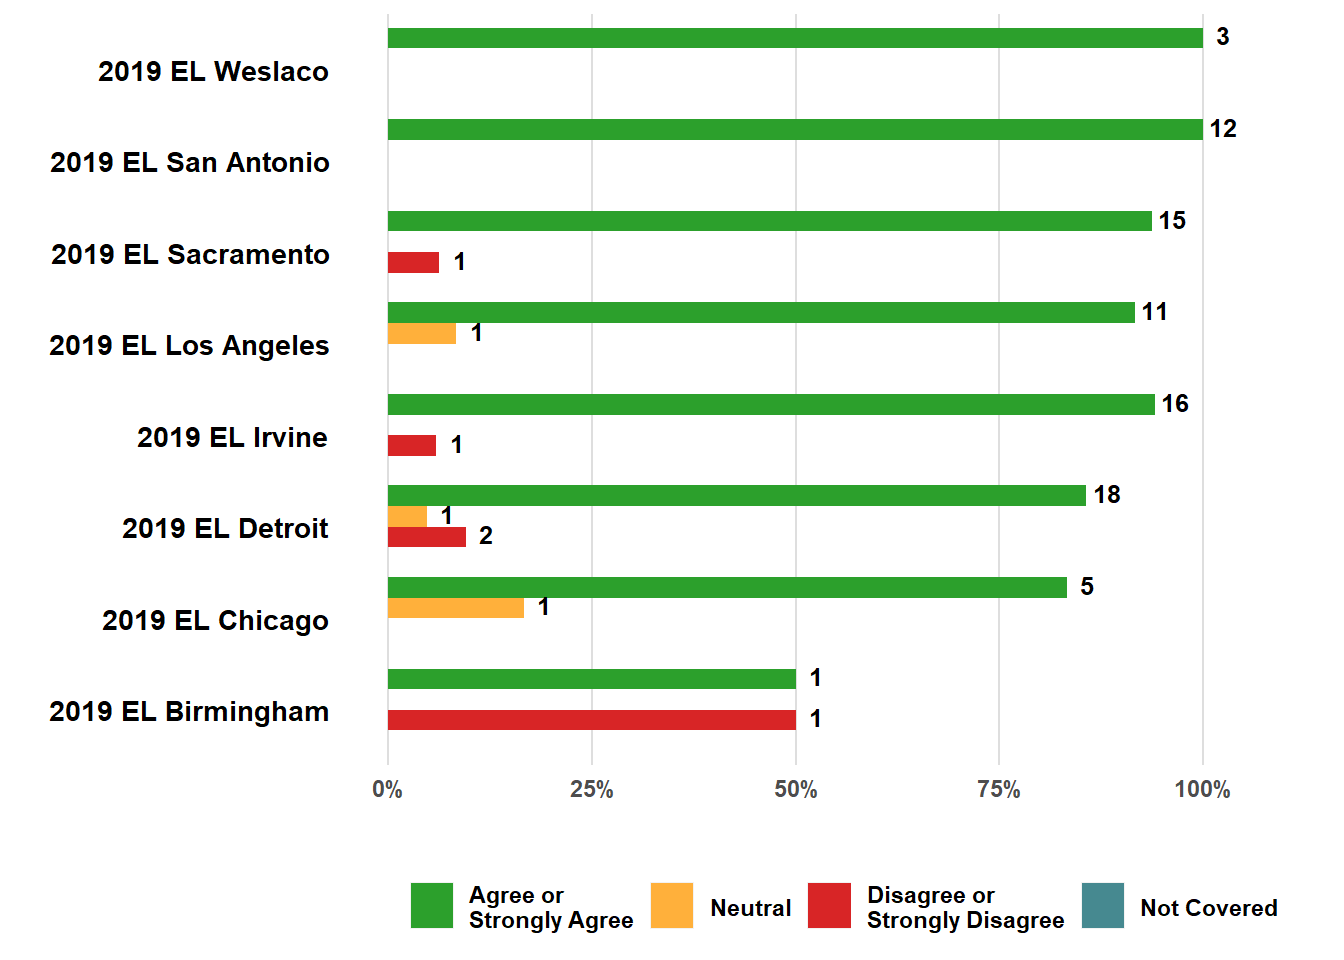 3
2019 EL Weslaco
12
2019 EL San Antonio
15
2019 EL Sacramento
1
11
1
2019 EL Los Angeles
16
2019 EL Irvine
1
18
1
2019 EL Detroit
2
5
1
2019 EL Chicago
1
2019 EL Birmingham
1
0% 25% 50% 75% 100%
Agree or
Strongly Agree
Neutral
Disagree or
Strongly Disagree
Not Covered